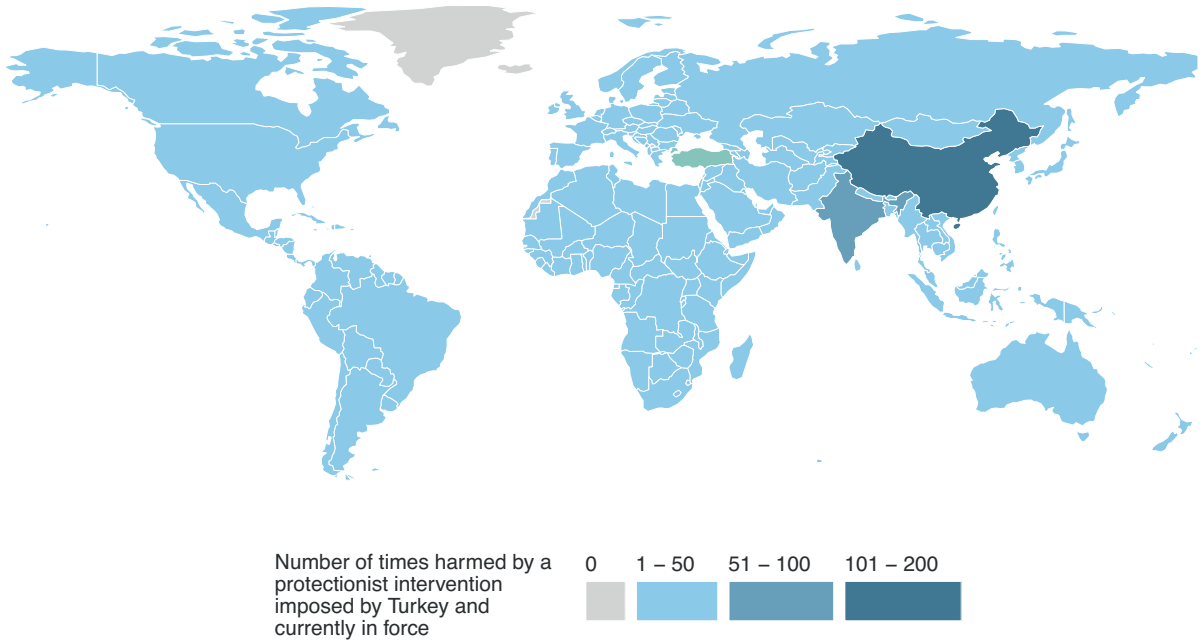 Number of times harmed by a
protectionist intervention
imposed by Turkey and
currently in force
0 1 – 50 51 – 100 101 – 200